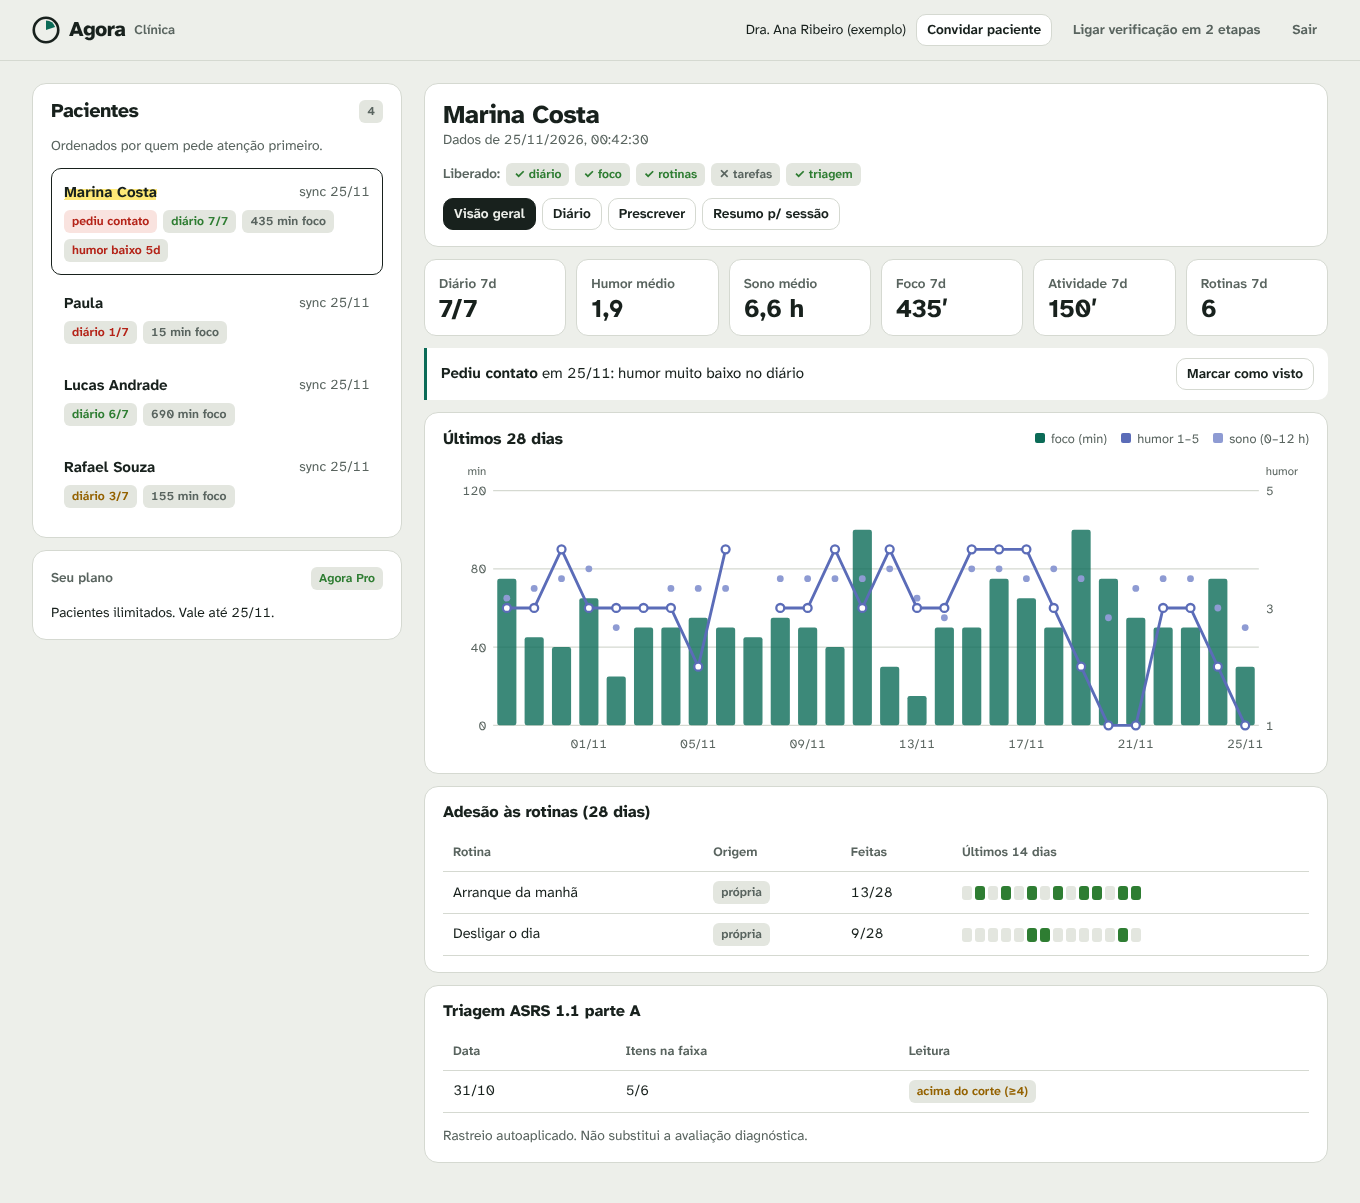 Agora Clínica
Dra. Ana Ribeiro (exemplo)
Convidar paciente
Ligar verificação em 2 etapas
Sair
Pacientes
4
Ordenados por quem pede atenção primeiro.
Marina Costa
sync 25/11
pediu contato
diário 7/7
435 min foco
humor baixo 5d
Paula
sync 25/11
diário 1/7
15 min foco
Lucas Andrade
sync 25/11
diário 6/7
690 min foco
Rafael Souza
sync 25/11
diário 3/7
155 min foco
Seu plano
Agora Pro
Pacientes ilimitados. Vale até 25/11.
Marina Costa
Dados de 25/11/2026, 00:42:30
Liberado: ✓ diário ✓ foco ✓ rotinas ✕ tarefas ✓ triagem
Visão geral
Diário
Prescrever
Resumo p/ sessão
Diário 7d
7/7
Humor médio
1,9
Sono médio
6,6 h
Foco 7d
435′
Atividade 7d
150′
Rotinas 7d
6
Pediu contato em 25/11: humor muito baixo no diário
Marcar como visto
Últimos 28 dias
foco (min)
humor 1–5
sono (0–12 h)
min
humor
120
5
80
3
40
0
1
01/11
05/11
09/11
13/11
17/11
21/11
25/11
Adesão às rotinas (28 dias)
Rotina
Origem
Feitas
Últimos 14 dias
Arranque da manhã
própria
13/28
Desligar o dia
própria
9/28
Triagem ASRS 1.1 parte A
Data
Itens na faixa
Leitura
31/10
5/6
acima do corte (≥4)
Rastreio autoaplicado. Não substitui a avaliação diagnóstica.